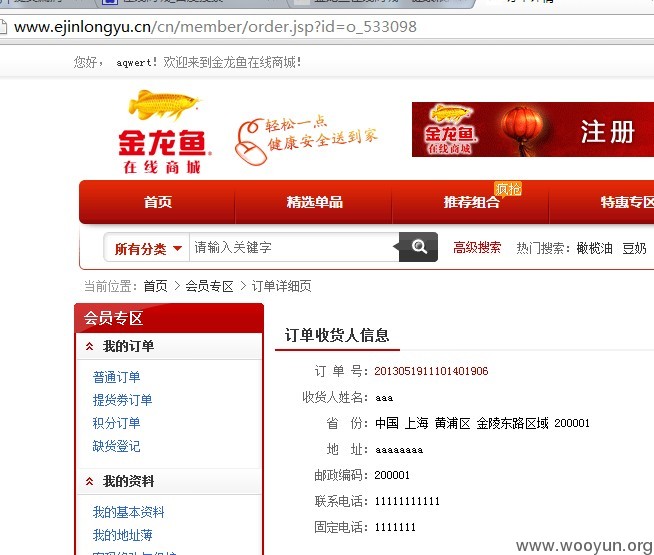 www.ejinlongyu.cn/cn/member/order.jsp?id=o_533098
您好， aqwert！欢迎来到金龙鱼在线商城！
金龙鱼
在线商城
轻松一点
健康安全送到家
金龙鱼
在线商城
注册
首页 精选单品 推荐组合 疯抢 特惠专区
所有分类 请输入关键字 高级搜索 热门搜索：橄榄油 豆奶
当前位置：首页 > 会员专区 > 订单详细页
会员专区
我的订单
普通订单
提货券订单
积分订单
缺货登记
我的资料
我的基本资料
我的地址薄
订单收货人信息
订 单 号：2013051911101401906
收货人姓名：aaa
省 份：中国 上海 黄浦区 金陵东路区域 200001
地 址：aaaaaaaa
邮政编码：200001
联系电话：11111111111
固定电话：1111111
www.wooyun.org